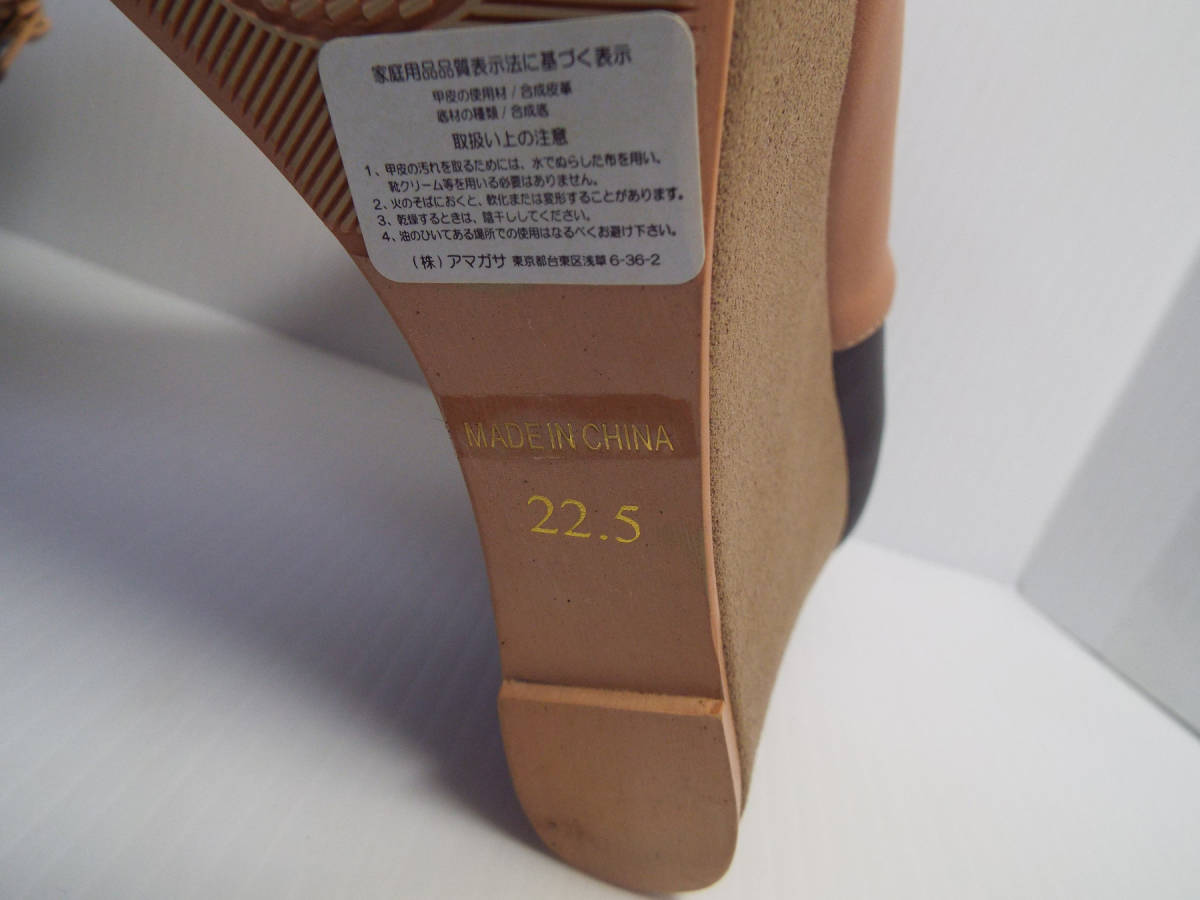 家庭用品品質表示法に基づく表示
甲皮の使用材/合成皮革
底材の種類/合成底
取扱い上の注意
1、甲皮の汚れを取るためには、水でぬらした布を用い。
靴クリーム等を用いる必要はありません。
2、火のそばにおくと、軟化または変形することがあります。
3、乾燥するときは、陰干ししてください。
4、油のひいてある場所での使用はなるべくお避け下さい。
(株)アマガサ 東京都台東区浅草6-36-2
MADE IN CHINA
22.5